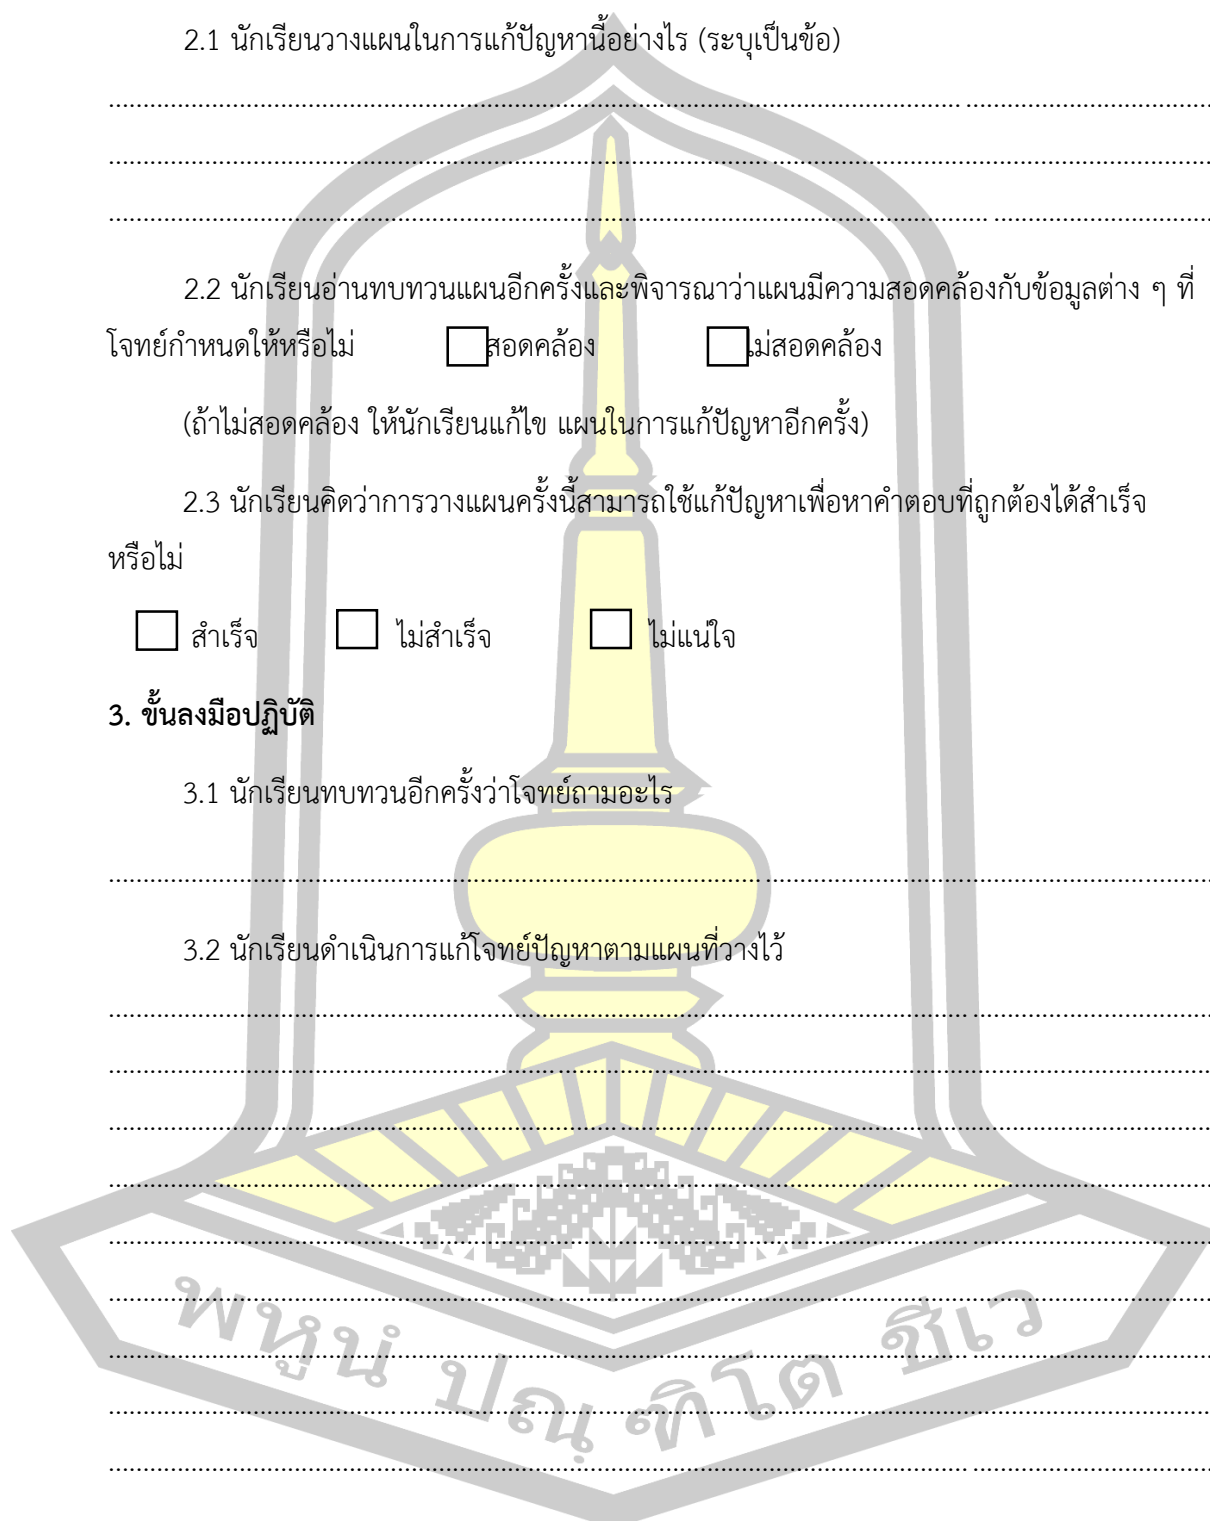 2.1 นักเรียนวางแผนในการแก้ปัญหานี้อย่างไร (ระบุเป็นข้อ)
2.2 นักเรียนอ่านทบทวนแผนอีกครั้งและพิจารณาว่าแผนมีความสอดคล้องกับข้อมูลต่าง ๆ ที่
โจทย์กำหนดให้หรือไม่ สอดคล้อง ไม่สอดคล้อง
(ถ้าไม่สอดคล้อง ให้นักเรียนแก้ไข แผนในการแก้ปัญหาอีกครั้ง)
2.3 นักเรียนคิดว่าการวางแผนครั้งนี้สามารถใช้แก้ปัญหาเพื่อหาคำตอบที่ถูกต้องได้สำเร็จ
หรือไม่
สำเร็จ ไม่สำเร็จ ไม่แน่ใจ
3. ขั้นลงมือปฏิบัติ
3.1 นักเรียนทบทวนอีกครั้งว่าโจทย์ถามอะไร
3.2 นักเรียนดำเนินการแก้โจทย์ปัญหาตามแผนที่วางไว้
พหูนํ ปณฺฑิโต ชีเว